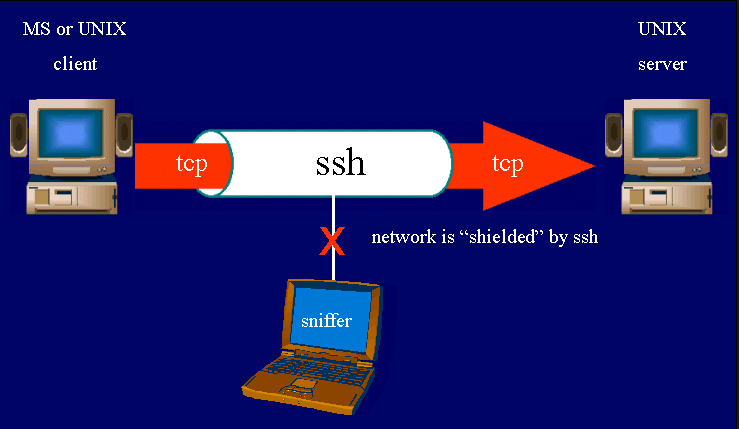 MS or UNIX
client
UNIX
server
tcp
ssh
tcp
network is “shielded” by ssh
X
sniffer